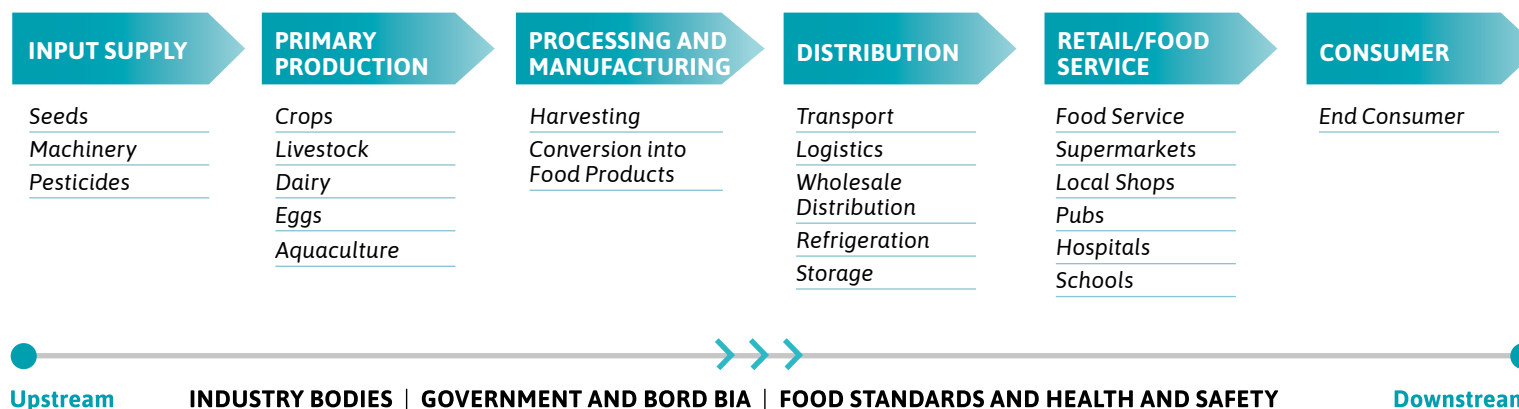 INPUT SUPPLY
Seeds
Machinery
Pesticides
PRIMARY
PRODUCTION
Crops
Livestock
Dairy
Eggs
Aquaculture
PROCESSING AND
MANUFACTURING
Harvesting
Conversion into
Food Products
DISTRIBUTION
Transport
Logistics
Wholesale
Distribution
Refrigeration
Storage
RETAIL/FOOD
SERVICE
Food Service
Supermarkets
Local Shops
Pubs
Hospitals
Schools
CONSUMER
End Consumer
Upstream
INDUSTRY BODIES | GOVERNMENT AND BORD BIA | FOOD STANDARDS AND HEALTH AND SAFETY
Downstream